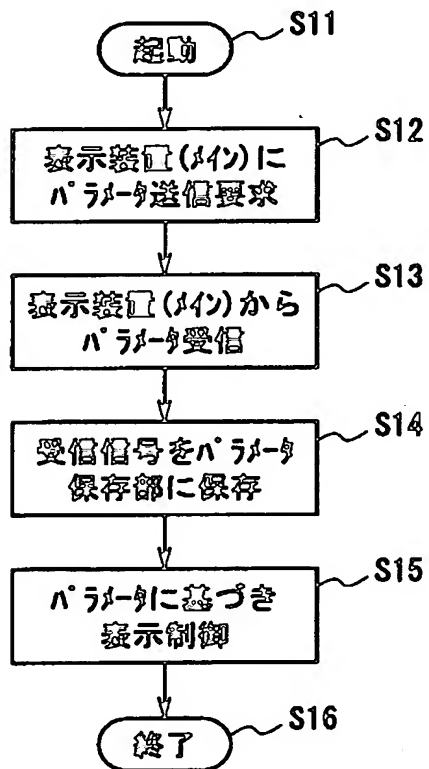 起動
S11
表示装置(メイン)に
パラメータ送信要求
S12
表示装置(メイン)から
パラメータ受信
S13
受信信号をパラメータ
保存部に保存
S14
パラメータに基づき
表示制御
S15
終了
S16